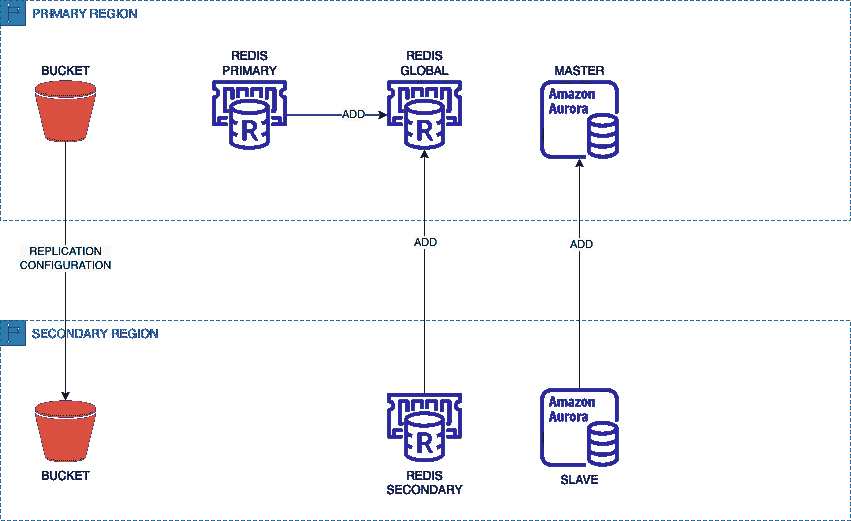 PRIMARY REGION
BUCKET
REDIS
PRIMARY
REDIS
GLOBAL
MASTER
Amazon
Aurora
R
R
ADD
REPLICATION
CONFIGURATION
ADD
ADD
SECONDARY REGION
Amazon
Aurora
R
BUCKET
REDIS
SECONDARY
SLAVE